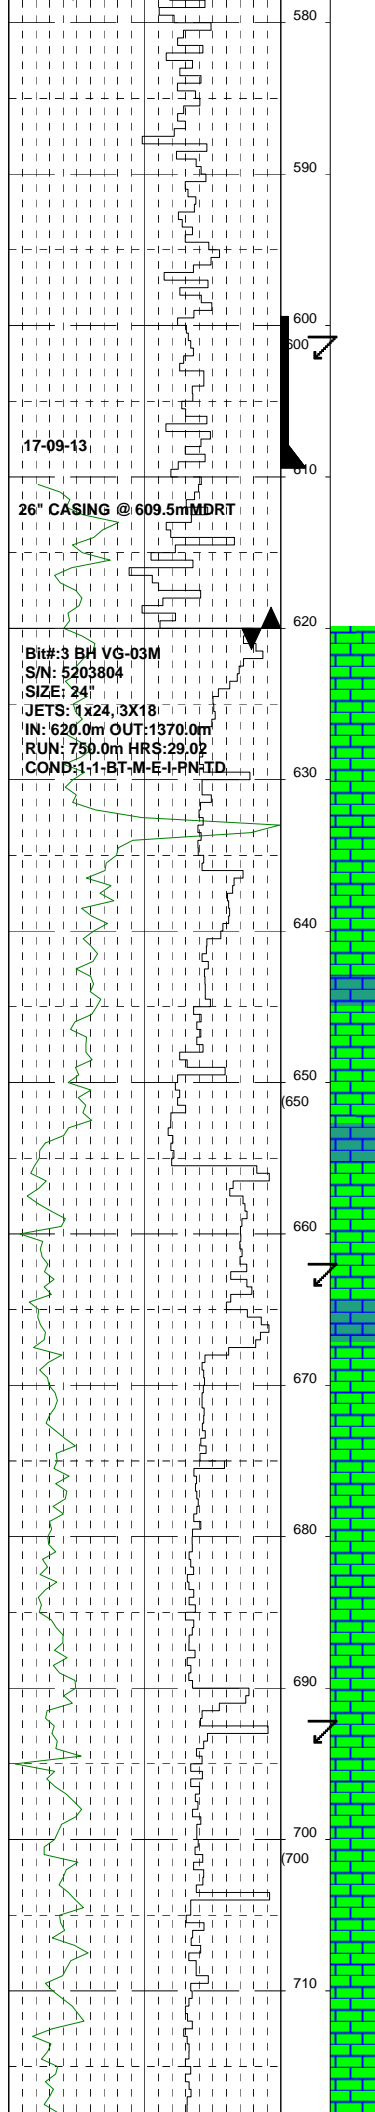 580
590
600
600
17-09-13
610
26" CASING @ 609.5mMDRT
620
Bit#:3 BH VG-03M
S/N: 5203804
SIZE: 24"
JETS: 1x24, 3X18
IN: 620.0m OUT:1370.0m
RUN: 750.0m HRS:29.02
COND:1-1-BT-M-E-I-PN-TD
630
640
650
(650
660
670
680
690
700
(700
710